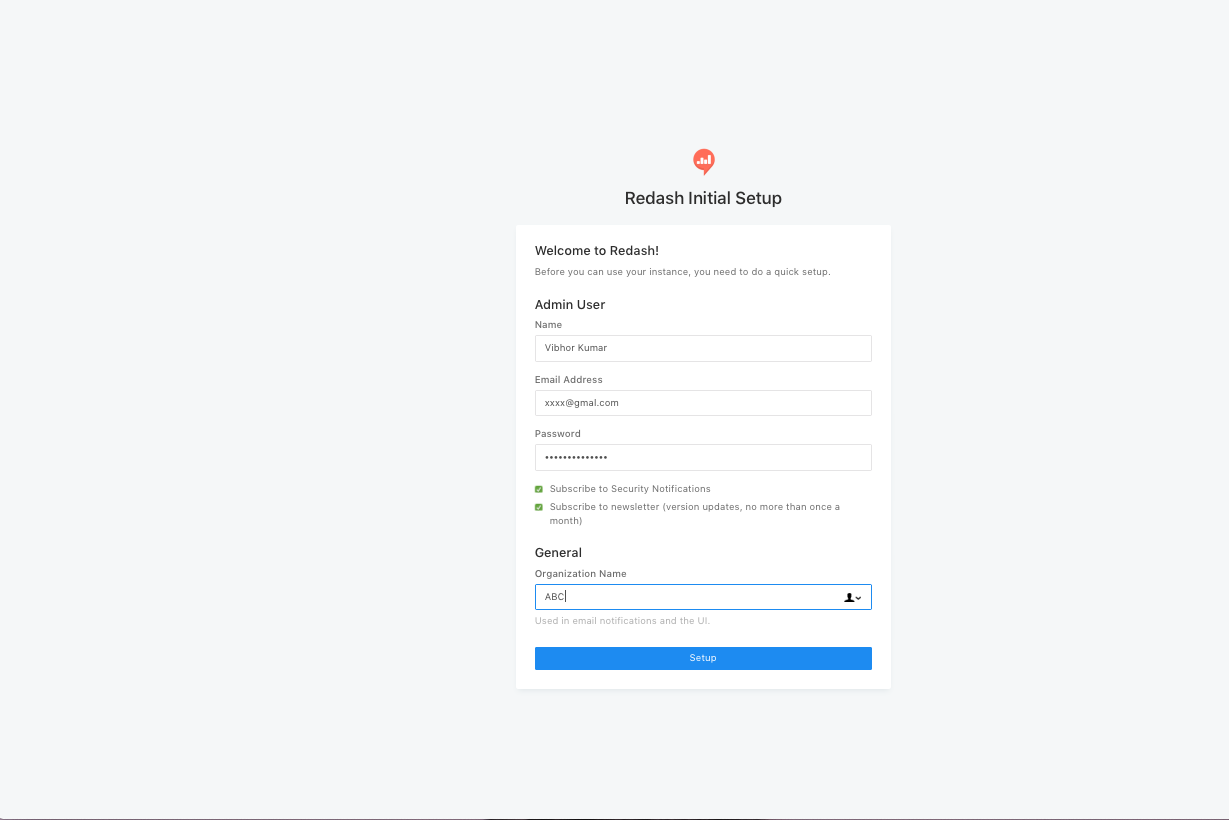 Redash Initial Setup
Welcome to Redash!
Before you can use your instance, you need to do a quick setup.
Admin User
Name
Vibhor Kumar
Email Address
xxxx@gmal.com
Password
••••••••••••••
Subscribe to Security Notifications
Subscribe to newsletter (version updates, no more than once a
month)
General
Organization Name
ABC
Used in email notifications and the UI.
Setup